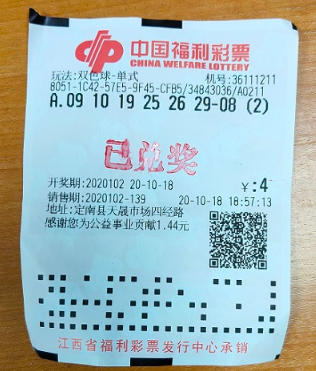 中国福利彩票
CHINA WELFARE LOTTERY
玩法:双色球-单式 机号:36111211
8051-1C42-57E5-9F45-CFB5/34843036/A0211
A.09 10 19 25 26 29-08 (2)
已兑奖
开奖期:2020102 20-10-18 ¥:4
销售期:2020102-139 20-10-18 18:57:13
地址:定南县天晟市场四经路
感谢您为公益事业贡献1.44元
江西省福利彩票发行中心承销